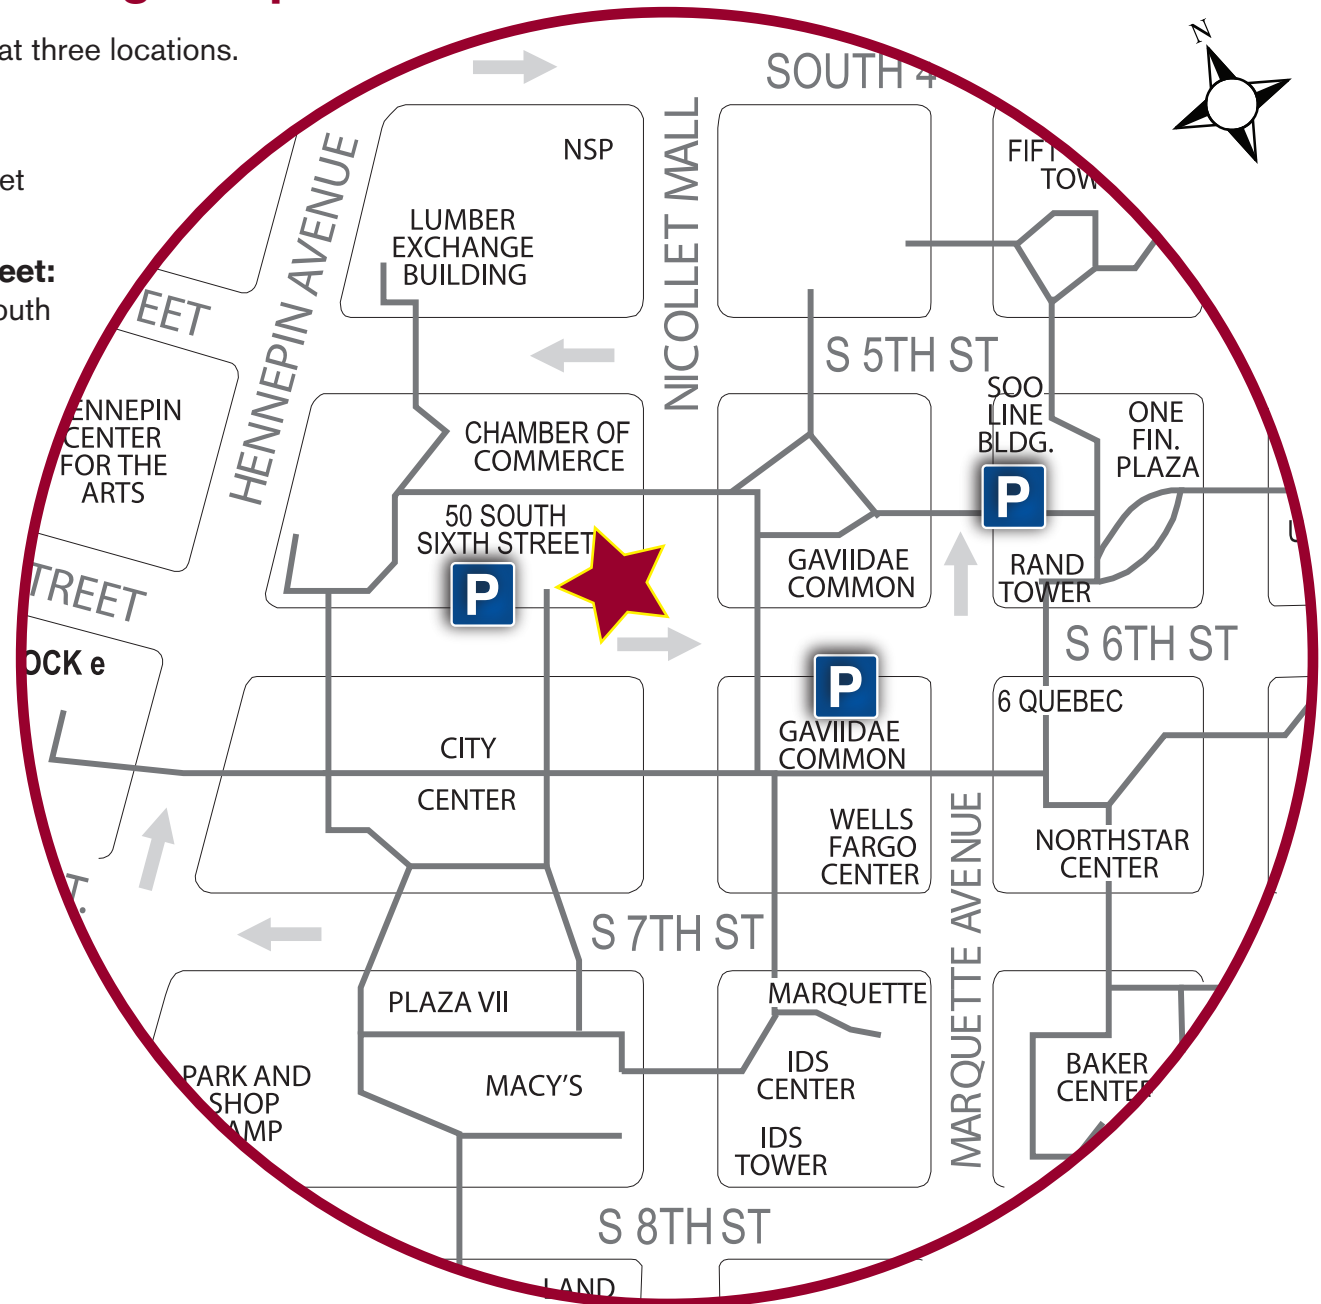 at three locations.
et
eet:
outh
N
SOUTH 4
NSP
NICOLLET MALL
HENNEPIN AVENUE
LUMBER
EXCHANGE
BUILDING
FIFT
TOW
EET
S 5TH ST
ENNEPIN
CENTER
FOR THE
ARTS
CHAMBER OF
COMMERCE
SOO
LINE
BLDG.
ONE
FIN.
PLAZA
P
50 SOUTH
SIXTH STREET
P
GAVIIDAE
COMMON
RAND
TOWER
TREET
S 6TH ST
OCK e
P
GAVIIDAE
COMMON
6 QUEBEC
CITY
CENTER
WELLS
FARGO
CENTER
NORTHSTAR
CENTER
MARQUETTE AVENUE
T.
S 7TH ST
PLAZA VII
MARQUETTE
PARK AND
SHOP
AMP
MACY'S
IDS
CENTER
IDS
TOWER
BAKER
CENTE
S 8TH ST
LAND